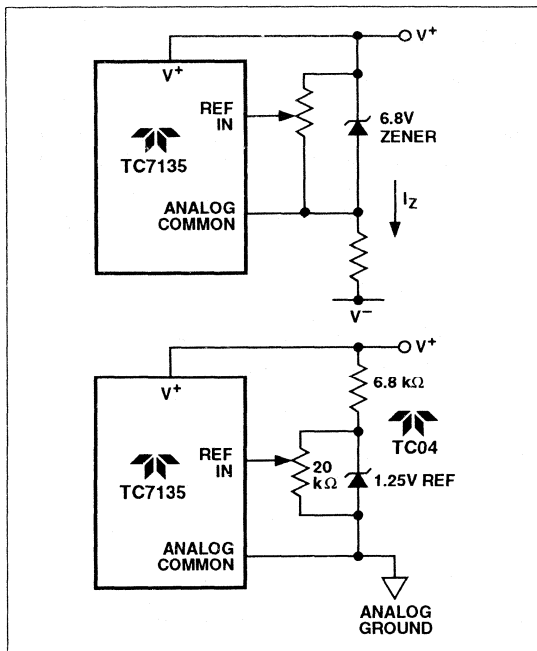 V+
V+
REF
IN
TC7135
6.8V
ZENER
ANALOG
COMMON
IZ
V−
V+
V+
6.8 kΩ
TC04
REF
IN
20
kΩ
1.25V REF
TC7135
ANALOG
COMMON
ANALOG
GROUND